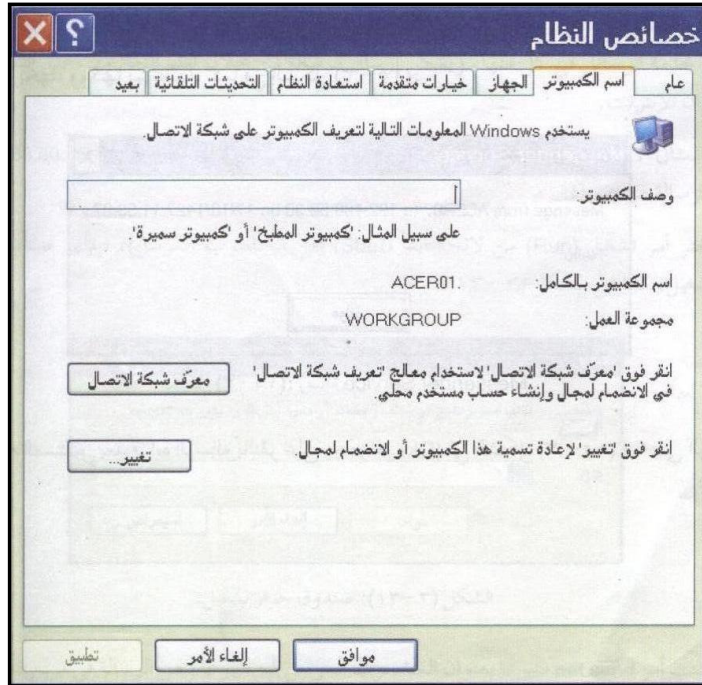 خصائص النظام
عام
اسم الكمبيوتر
الجهاز
خيارات متقدمة
استعادة النظام
التحديثات التلقائية
بعيد
يستخدم Windows المعلومات التالية لتعريف الكمبيوتر على شبكة الاتصال.
وصف الكمبيوتر:
على سبيل المثال: 'كمبيوتر المطبخ' أو 'كمبيوتر سميرة'.
اسم الكمبيوتر بالكامل: ACER01.
مجموعة العمل: WORKGROUP
انقر فوق 'معرّف شبكة الاتصال' لاستخدام معالج 'تعريف شبكة الاتصال'
في الانضمام لمجال وإنشاء حساب مستخدم محلي.
معرّف شبكة الاتصال
انقر فوق 'تغيير' لإعادة تسمية هذا الكمبيوتر أو الانضمام لمجال.
تغيير...
موافق
إلغاء الأمر
تطبيق